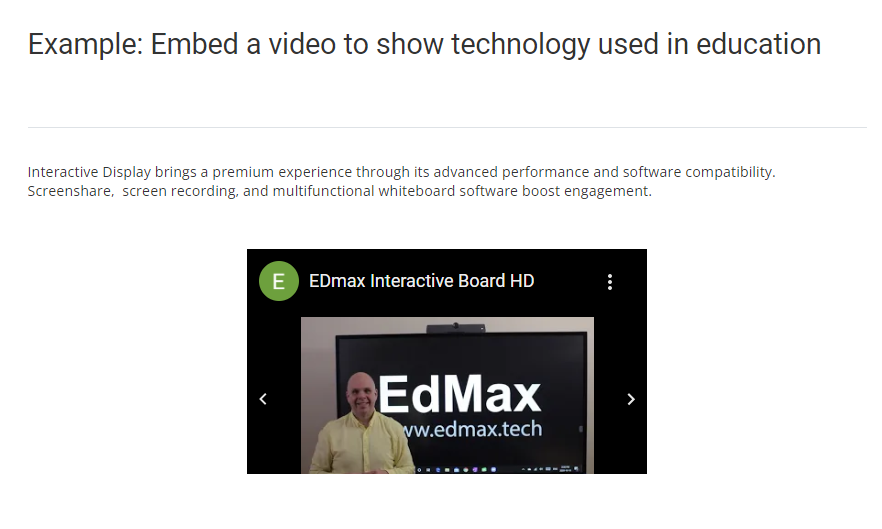 Example: Embed a video to show technology used in education
Interactive Display brings a premium experience through its advanced performance and software compatibility.
Screenshare, screen recording, and multifunctional whiteboard software boost engagement.
E
EDmax Interactive Board HD
EdMax
w.edmax.tech